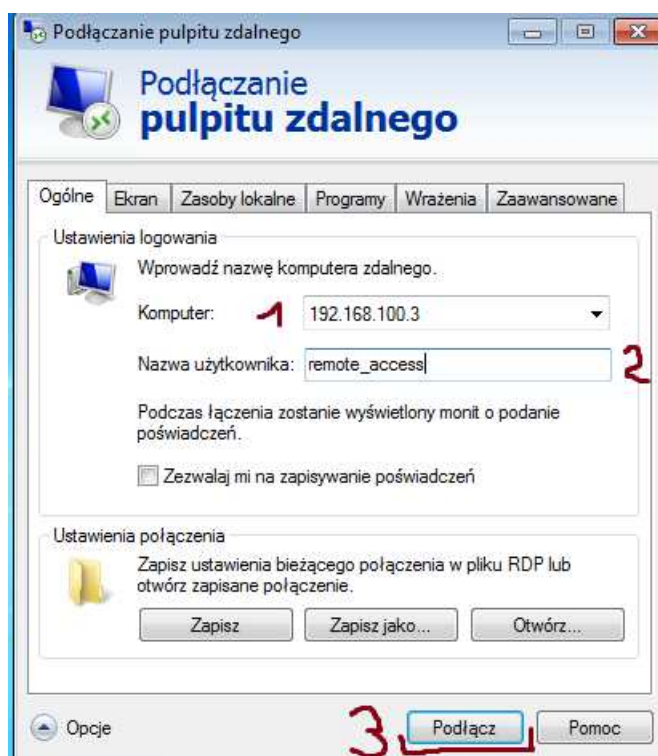 Podłączanie pulpitu zdalnego
Podłączanie
pulpitu zdalnego
Ogólne Ekran Zasoby lokalne Programy Wrażenia Zaawansowane
Ustawienia logowania
Wprowadź nazwę komputera zdalnego.
Komputer: 1 192.168.100.3
Nazwa użytkownika: remote_access 2
Podczas łączenia zostanie wyświetlony monit o podanie
poświadczeń.
Zezwalaj mi na zapisywanie poświadczeń
Ustawienia połączenia
Zapisz ustawienia bieżącego połączenia w pliku RDP lub
otwórz zapisane połączenie.
Zapisz Zapisz jako... Otwórz...
Opcje 3 Podłącz Pomoc